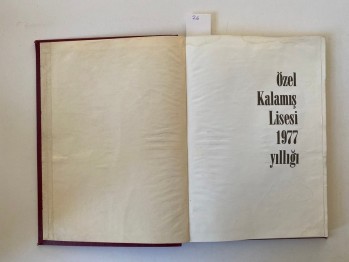 Özel
Kalamış
Lisesi
1977
yıllığı